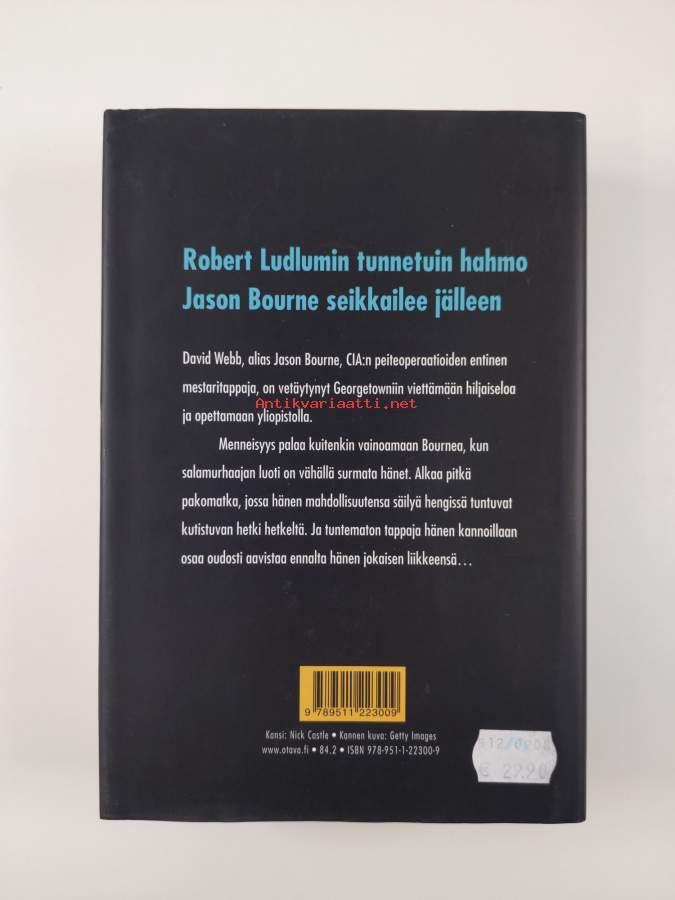 Robert Ludlumin tunnetuin hahmo
Jason Bourne seikkailee jälleen
David Webb, alias Jason Bourne, CIA:n peiteoperaatioiden entinen
mestaritappaja, on vetäytynyt Georgetowniin viettämään hiljaiseloa
Antikvariaatti.net
ja opettamaan yliopistolla.
Menneisyys palaa kuitenkin vainoamaan Bournea, kun
salamurhaajan luoti on vähällä surmata hänet. Alkaa pitkä
pakomatka, jossa hänen mahdollisuutensa säilyä hengissä tuntuvat
kutistuvan hetki hetkeltä. Ja tuntematon tappaja hänen kannoillaan
osaa oudosti aavistaa ennalta hänen jokaisen liikkeensä...
9 789511 223009
Kansi: Nick Castle • Kannen kuva: Getty Images
www.otava.fi • 84.2 • ISBN 978-951-1-22300-9
€ 29.90